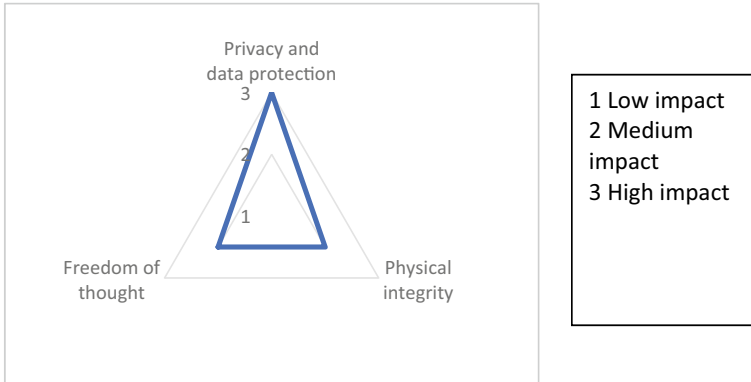 Privacy and
data protection
3
2
1
Freedom of
thought
Physical
integrity
1 Low impact
2 Medium
impact
3 High impact